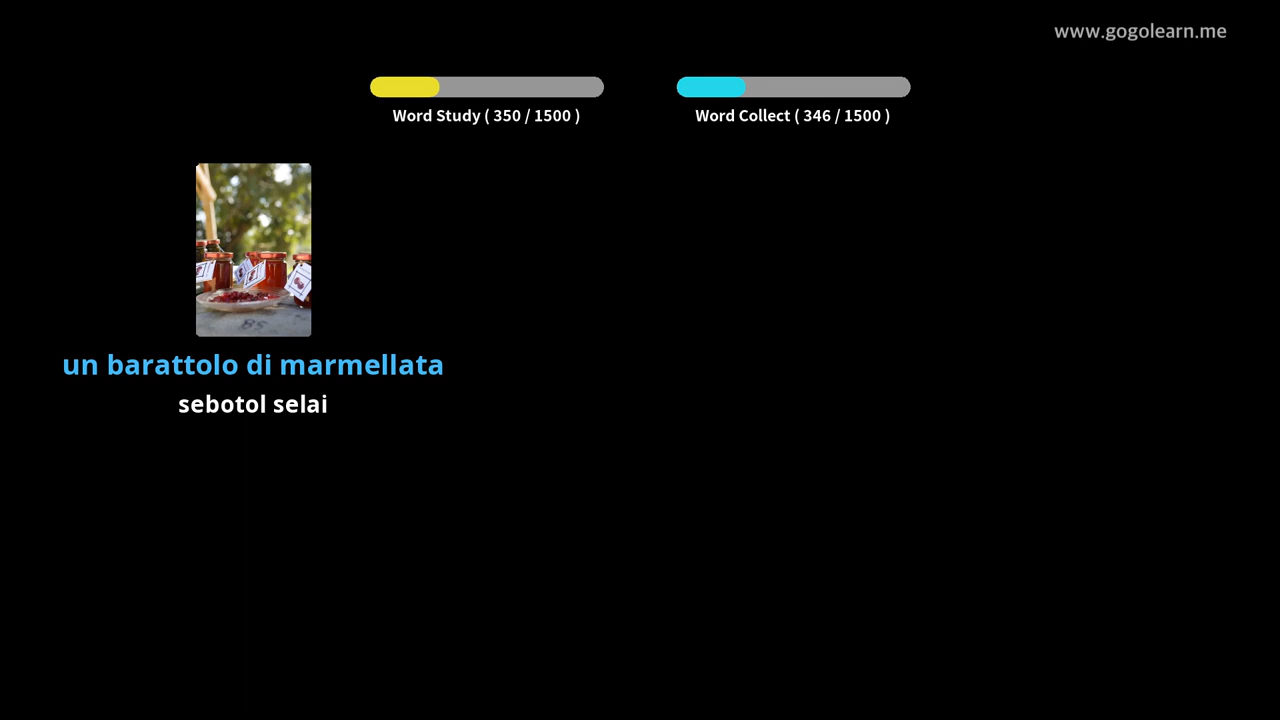 www.gogolearn.me
Word Study ( 350 / 1500 )
Word Collect ( 346 / 1500 )
un barattolo di marmellata
sebotol selai